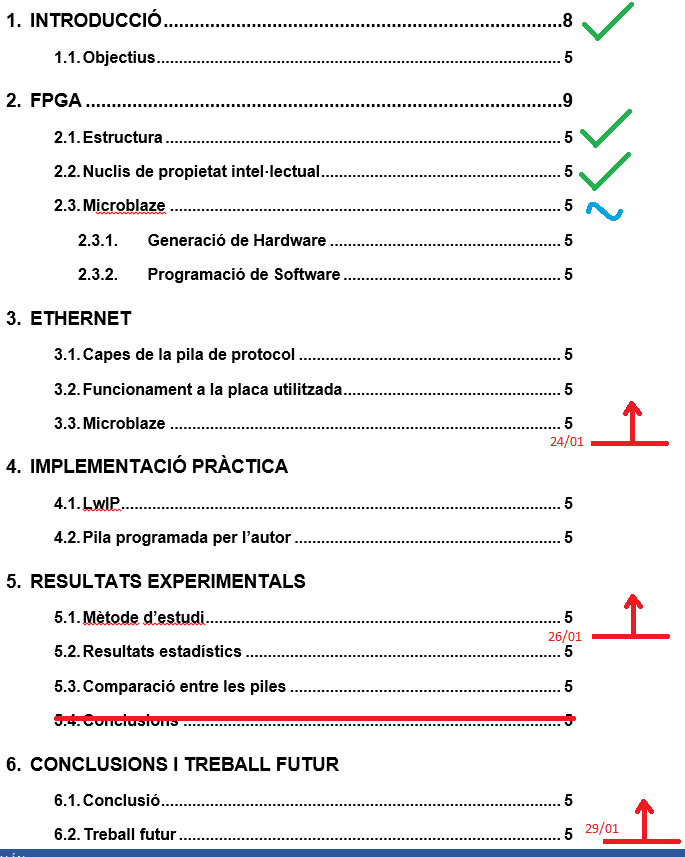 1. INTRODUCCIÓ........................................................................8
1.1. Objectius........................................................................ 5
2. FPGA ........................................................................9
2.1. Estructura ........................................................................ 5
2.2. Nuclis de propietat intel·lectual........................................................................ 5
2.3. Microblaze ........................................................................ 5
2.3.1. Generació de Hardware ........................................................................ 5
2.3.2. Programació de Software ........................................................................ 5
3. ETHERNET
3.1. Capes de la pila de protocol ........................................................................ 5
3.2. Funcionament a la placa utilitzada........................................................................ 5
3.3. Microblaze ........................................................................ 5
24/01
4. IMPLEMENTACIÓ PRÀCTICA
4.1. LwIP........................................................................ 5
4.2. Pila programada per l'autor ........................................................................ 5
5. RESULTATS EXPERIMENTALS
5.1. Mètode d'estudi........................................................................ 5
26/01
5.2. Resultats estadístics ........................................................................ 5
5.3. Comparació entre les piles ........................................................................ 5
5.4. Conclusions ........................................................................ 5
6. CONCLUSIONS I TREBALL FUTUR
6.1. Conclusió........................................................................ 5
6.2. Treball futur ........................................................................ 5
29/01